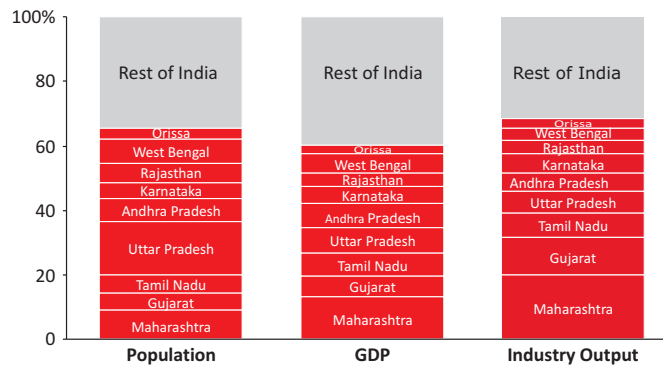 100%
80
60
40
20
0
Rest of India
Orissa
West Bengal
Rajasthan
Karnataka
Andhra Pradesh
Uttar Pradesh
Tamil Nadu
Gujarat
Maharashtra
Population
Rest of India
Orissa
West Bengal
Rajasthan
Karnataka
Andhra Pradesh
Uttar Pradesh
Tamil Nadu
Gujarat
Maharashtra
GDP
Rest of India
Orissa
West Bengal
Rajasthan
Karnataka
Andhra Pradesh
Uttar Pradesh
Tamil Nadu
Gujarat
Maharashtra
Industry Output